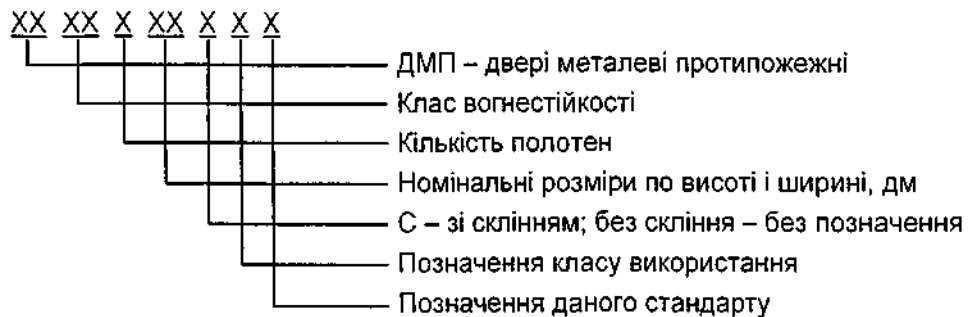 XX XX X XX X X X
ДМП – двері металеві протипожежні
Клас вогнестійкості
Кількість полотен
Номінальні розміри по висоті і ширині, дм
С – зі склінням; без скління – без позначення
Позначення класу використання
Позначення даного стандарту